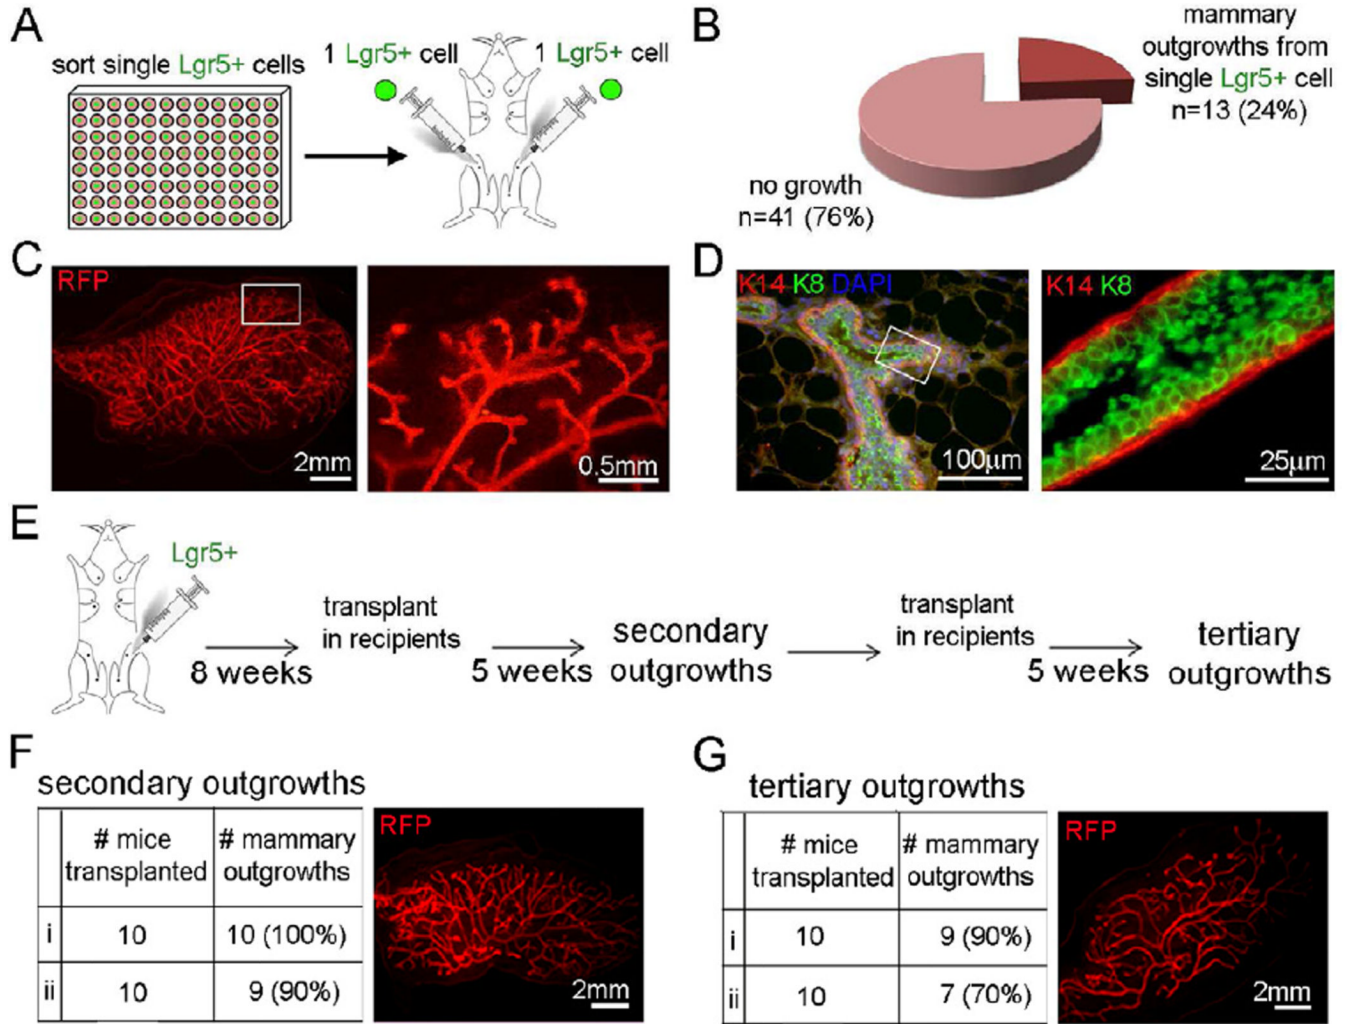 A
sort single Lgr5+ cells
1 Lgr5+ cell
1 Lgr5+ cell
B
mammary
outgrowths from
single Lgr5+ cell
n=13 (24%)
no growth
n=41 (76%)
C
RFP
2mm
0.5mm
D
K14 K8 DAPI
100μm
K14 K8
25μm
E
Lgr5+
8 weeks
transplant
in recipients
5 weeks
secondary
outgrowths
transplant
in recipients
5 weeks
tertiary
outgrowths
F
secondary outgrowths
# mice
transplanted
# mammary
outgrowths
i 10 10 (100%)
ii 10 9 (90%)
RFP
2mm
G
tertiary outgrowths
# mice
transplanted
# mammary
outgrowths
i 10 9 (90%)
ii 10 7 (70%)
RFP
2mm